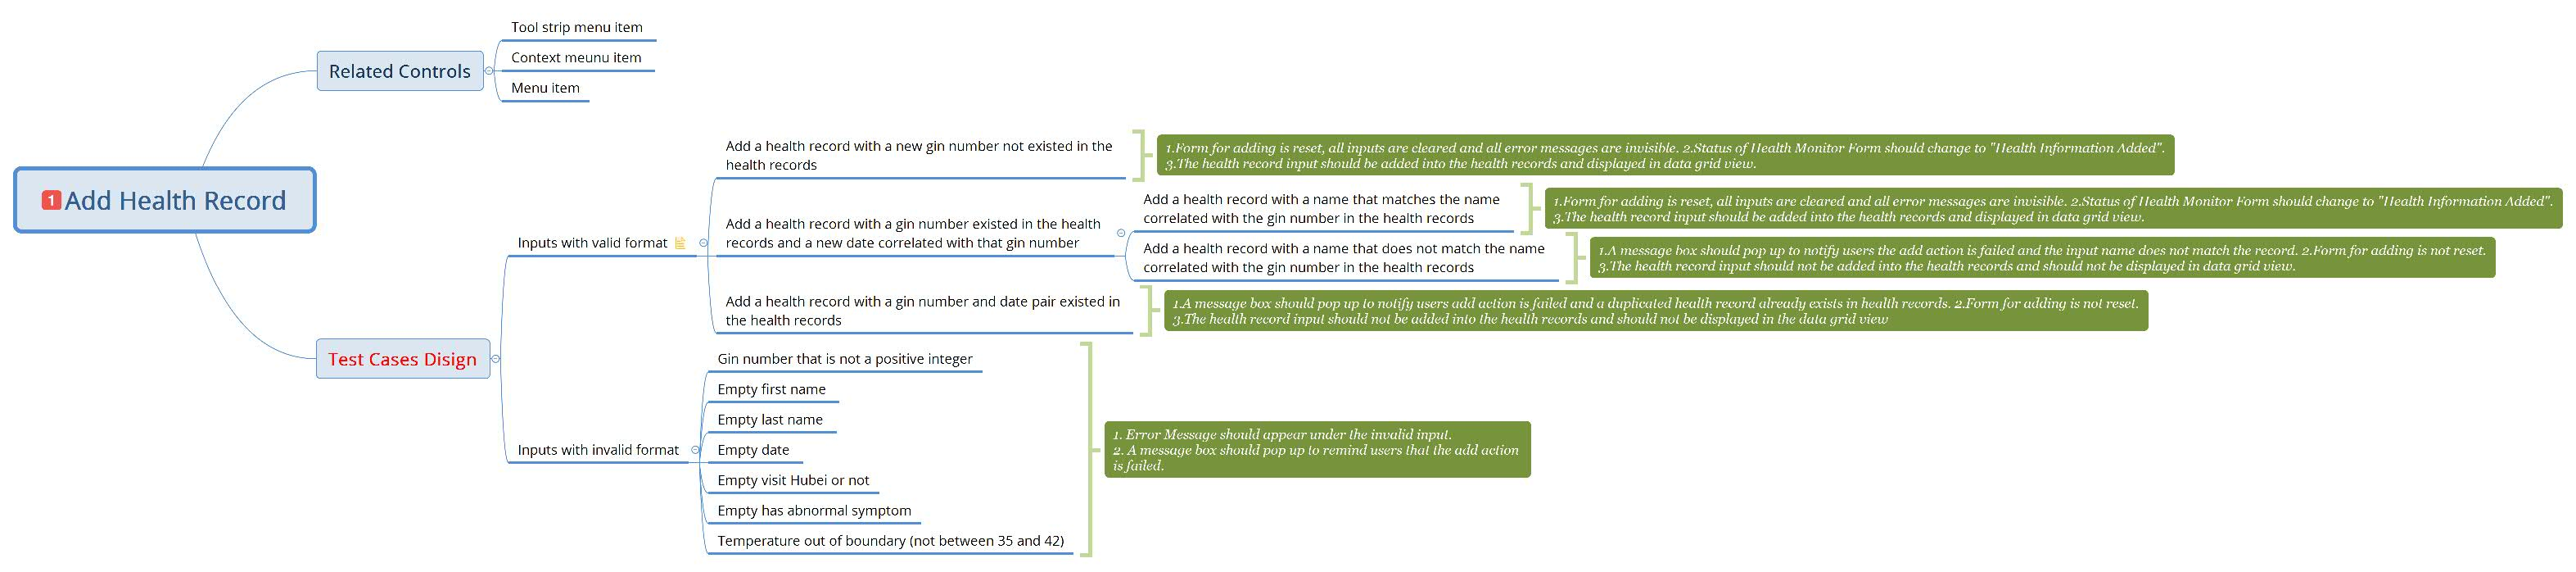 1 Add Health Record
Related Controls
Tool strip menu item
Context meunu item
Menu item
Test Cases Disign
Inputs with valid format
Add a health record with a new gin number not existed in the
health records
1.Form for adding is reset, all inputs are cleared and all error messages are invisible. 2.Status of Health Monitor Form should change to "Health Information Added".
3.The health record input should be added into the health records and displayed in data grid view.
Add a health record with a gin number existed in the health
records and a new date correlated with that gin number
Add a health record with a name that matches the name
correlated with the gin number in the health records
1.Form for adding is reset, all inputs are cleared and all error messages are invisible. 2.Status of Health Monitor Form should change to "Health Information Added".
3.The health record input should be added into the health records and displayed in data grid view.
Add a health record with a name that does not match the name
correlated with the gin number in the health records
1.A message box should pop up to notify users the add action is failed and the input name does not match the record. 2.Form for adding is not reset.
3.The health record input should not be added into the health records and should not be displayed in data grid view.
Add a health record with a gin number and date pair existed in
the health records
1.A message box should pop up to notify users add action is failed and a duplicated health record already exists in health records. 2.Form for adding is not reset.
3.The health record input should not be added into the health records and should not be displayed in the data grid view
Inputs with invalid format
Gin number that is not a positive integer
Empty first name
Empty last name
Empty date
Empty visit Hubei or not
Empty has abnormal symptom
Temperature out of boundary (not between 35 and 42)
1. Error Message should appear under the invalid input.
2. A message box should pop up to remind users that the add action
is failed.